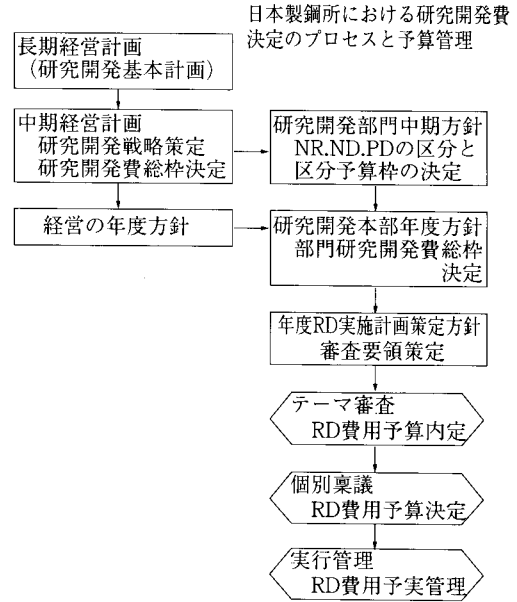 日本製鋼所における研究開発費
決定のプロセスと予算管理
長期経営計画
(研究開発基本計画)
中期経営計画
研究開発戦略策定
研究開発費総枠決定
研究開発部門中期方針
NR.ND.PDの区分と
区分予算枠の決定
経営の年度方針
研究開発本部年度方針
部門研究開発費総枠
決定
年度RD実施計画策定方針
審査要領策定
テーマ審査
RD費用予算内定
個別稟議
RD費用予算決定
実行管理
RD費用予実管理